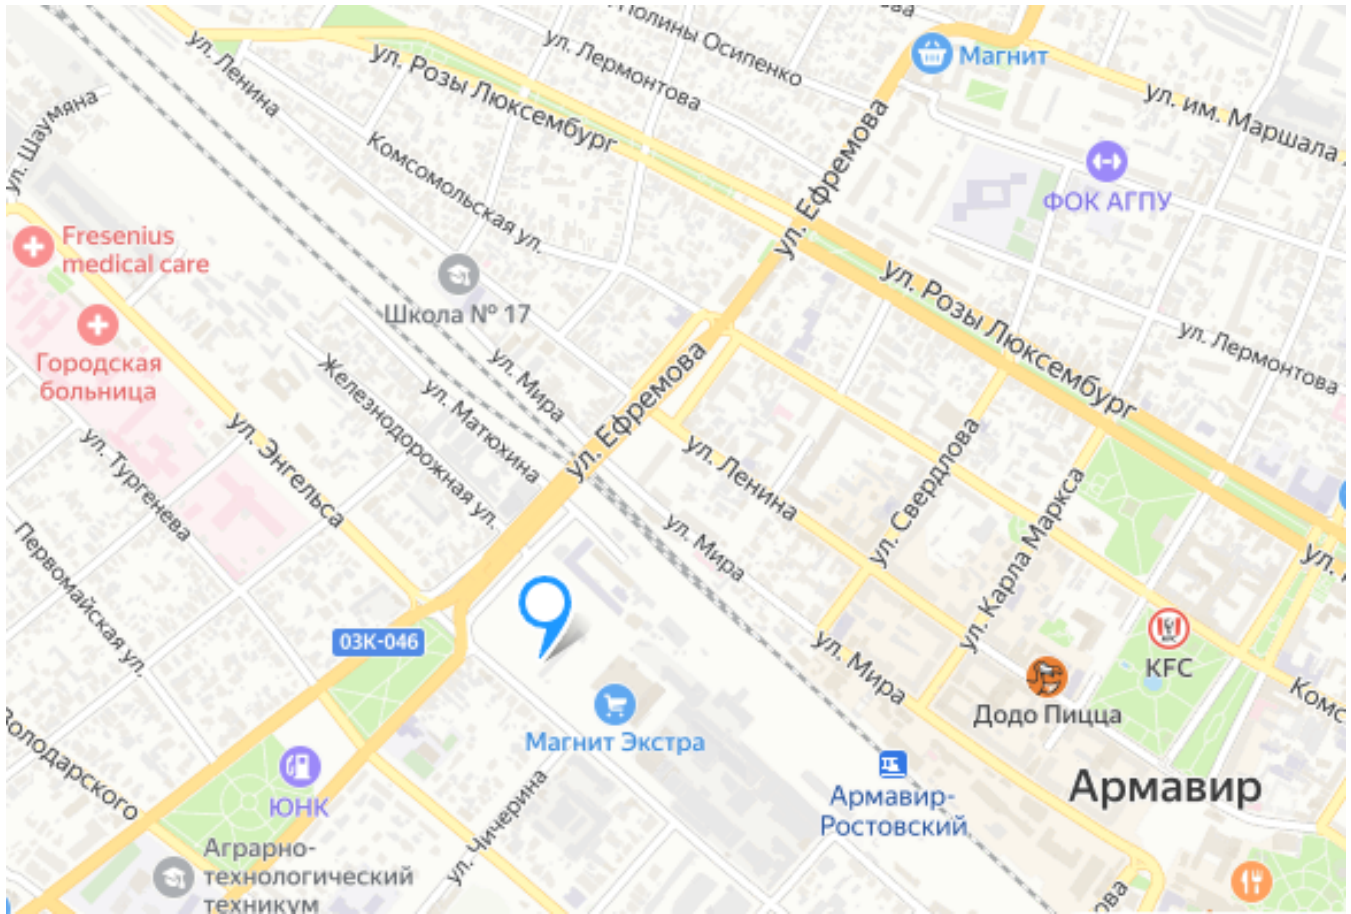 Полины Осипенко
ул. Лермонтова
Магнит
ул. Ленина
ул. Розы Люксембург
ул. Ефремова
ул. им. Маршала
ул. Шаумяна
Комсомольская ул.
ФОК АГПУ
Fresenius
medical care
Школа № 17
ул. Розы Люксембург
ул. Лермонтова
Городская
больница
ул. Мира
Железнодорожная ул.
ул. Матюхина
ул. Ефремова
ул. Энгельса
ул. Тургенева
ул. Ленина
ул. Свердлова
ул. Карла Маркса
ул. Мира
ул.
Первомайская ул.
03К-046
ул. Мира
KFC
Додо Пицца
Магнит Экстра
Армавир-
Ростовский
Армавир
ЮНК
ул. Чичерина
Аграрно-
технологический
техникум